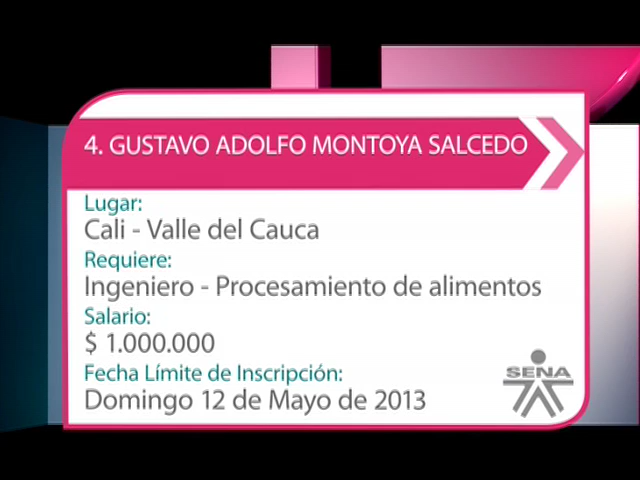 4. GUSTAVO ADOLFO MONTOYA SALCEDO
Lugar:
Cali - Valle del Cauca
Requiere:
Ingeniero - Procesamiento de alimentos
Salario:
$ 1.000.000
Fecha Límite de Inscripción:
Domingo 12 de Mayo de 2013
SENA